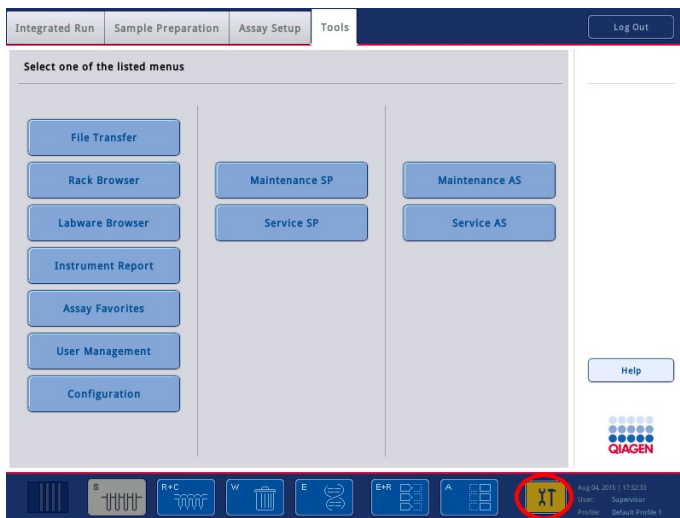 Integrated Run
Sample Preparation
Assay Setup
Tools
Log Out
Select one of the listed menus
File Transfer
Rack Browser
Maintenance SP
Maintenance AS
Labware Browser
Service SP
Service AS
Instrument Report
Assay Favorites
User Management
Configuration
Help
QIAGEN
S
R+C
W
E
E+R
A
Aug 04, 2015 | 17:32:33
User: Supervisor
Profile: Default Profile 1